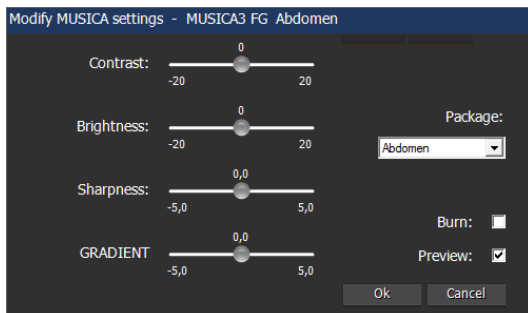 Modify MUSICA settings - MUSICA3 FG Abdomen
0
Contrast:
-20 20
0
Brightness:
-20 20
Package:
Abdomen
0,0
Sharpness:
-5,0 5,0
Burn:
0,0
GRADIENT
-5,0 5,0
Preview:
Ok Cancel